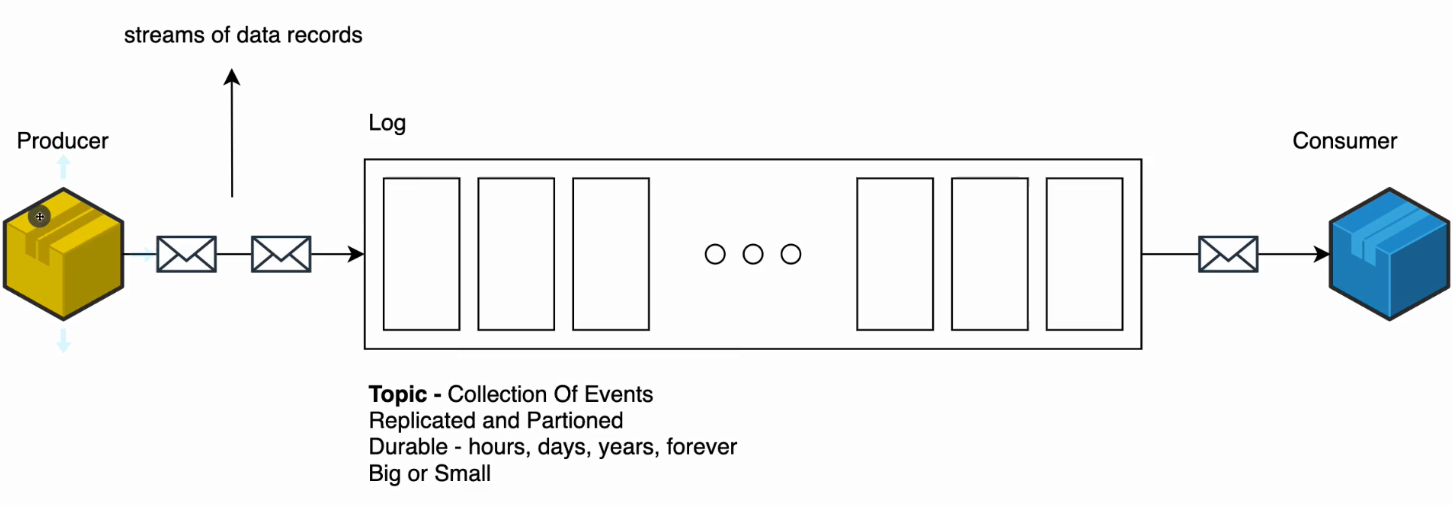 streams of data records
Producer
Log
Consumer
Topic - Collection Of Events
Replicated and Partioned
Durable - hours, days, years, forever
Big or Small